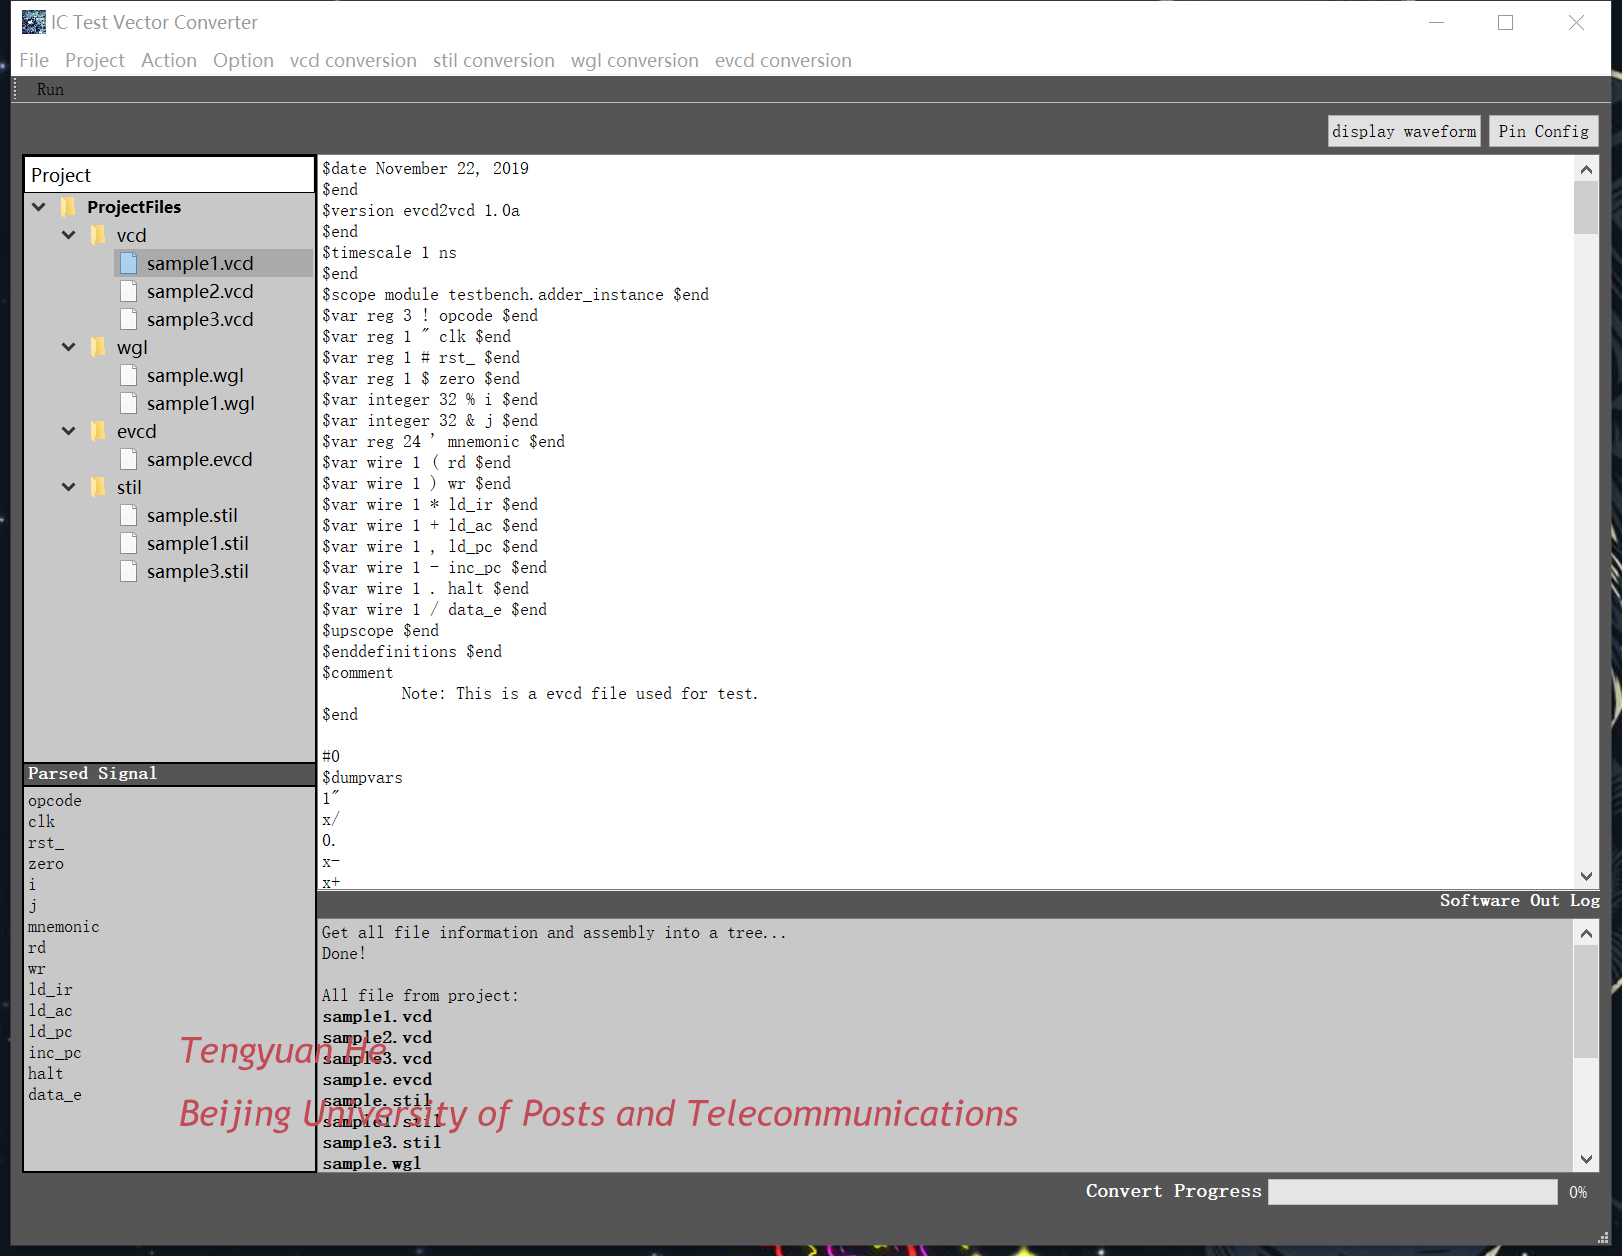 IC Test Vector Converter
File Project Action Option vcd conversion stil conversion wgl conversion evcd conversion
Run
display waveform Pin Config
Project
ProjectFiles
vcd
sample1.vcd
sample2.vcd
sample3.vcd
wgl
sample.wgl
sample1.wgl
evcd
sample.evcd
stil
sample.stil
sample1.stil
sample3.stil
Parsed Signal
opcode
clk
rst_
zero
i
j
mnemonic
rd
wr
ld_ir
ld_ac
ld_pc
inc_pc
halt
data_e
$date November 22, 2019
$end
$version evcd2vcd 1.0a
$end
$timescale 1 ns
$end
$scope module testbench.adder_instance $end
$var reg 3 ! opcode $end
$var reg 1 " clk $end
$var reg 1 # rst_ $end
$var reg 1 $ zero $end
$var integer 32 % i $end
$var integer 32 & j $end
$var reg 24 ' mnemonic $end
$var wire 1 ( rd $end
$var wire 1 ) wr $end
$var wire 1 * ld_ir $end
$var wire 1 + ld_ac $end
$var wire 1 , ld_pc $end
$var wire 1 - inc_pc $end
$var wire 1 . halt $end
$var wire 1 / data_e $end
$upscope $end
$enddefinitions $end
$comment
Note: This is a evcd file used for test.
$end
#0
$dumpvars
1"
x/
0.
x-
x+
Software Out Log
Get all file information and assembly into a tree...
Done!
All file from project:
sample1.vcd
sample2.vcd
sample3.vcd
sample.evcd
sample.stil
sample1.stil
sample3.stil
sample.wgl
Tengyuan He
Beijing University of Posts and Telecommunications
Convert Progress 0%